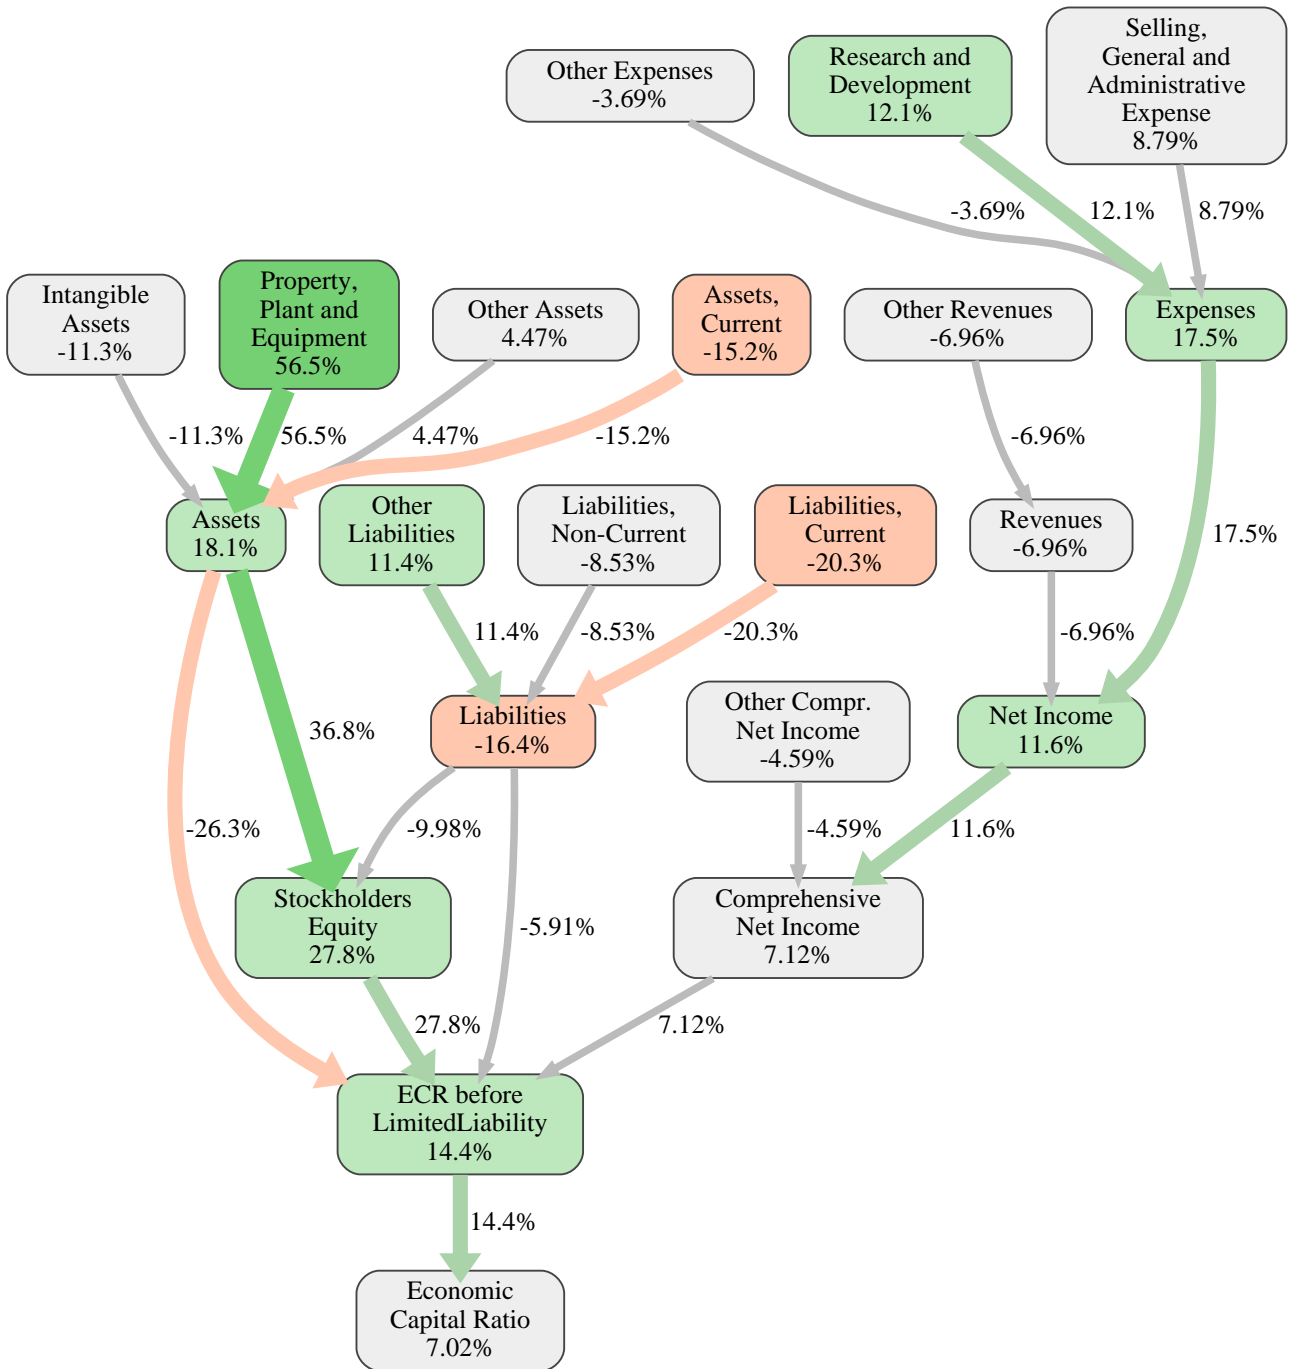 Other Expenses
-3.69%
Research and
Development
12.1%
Selling,
General and
Administrative
Expense
8.79%
-3.69%
12.1%
8.79%
Intangible
Assets
-11.3%
Property,
Plant and
Equipment
56.5%
Other Assets
4.47%
Assets,
Current
-15.2%
Other Revenues
-6.96%
Expenses
17.5%
-11.3%
56.5%
4.47%
-15.2%
-6.96%
Assets
18.1%
Other
Liabilities
11.4%
Liabilities,
Non-Current
-8.53%
Liabilities,
Current
-20.3%
Revenues
-6.96%
17.5%
11.4%
-8.53%
-20.3%
-6.96%
36.8%
Liabilities
-16.4%
Other Compr.
Net Income
-4.59%
Net Income
11.6%
-26.3%
-9.98%
-4.59%
11.6%
Stockholders
Equity
27.8%
-5.91%
Comprehensive
Net Income
7.12%
27.8%
7.12%
ECR before
LimitedLiability
14.4%
14.4%
Economic
Capital Ratio
7.02%